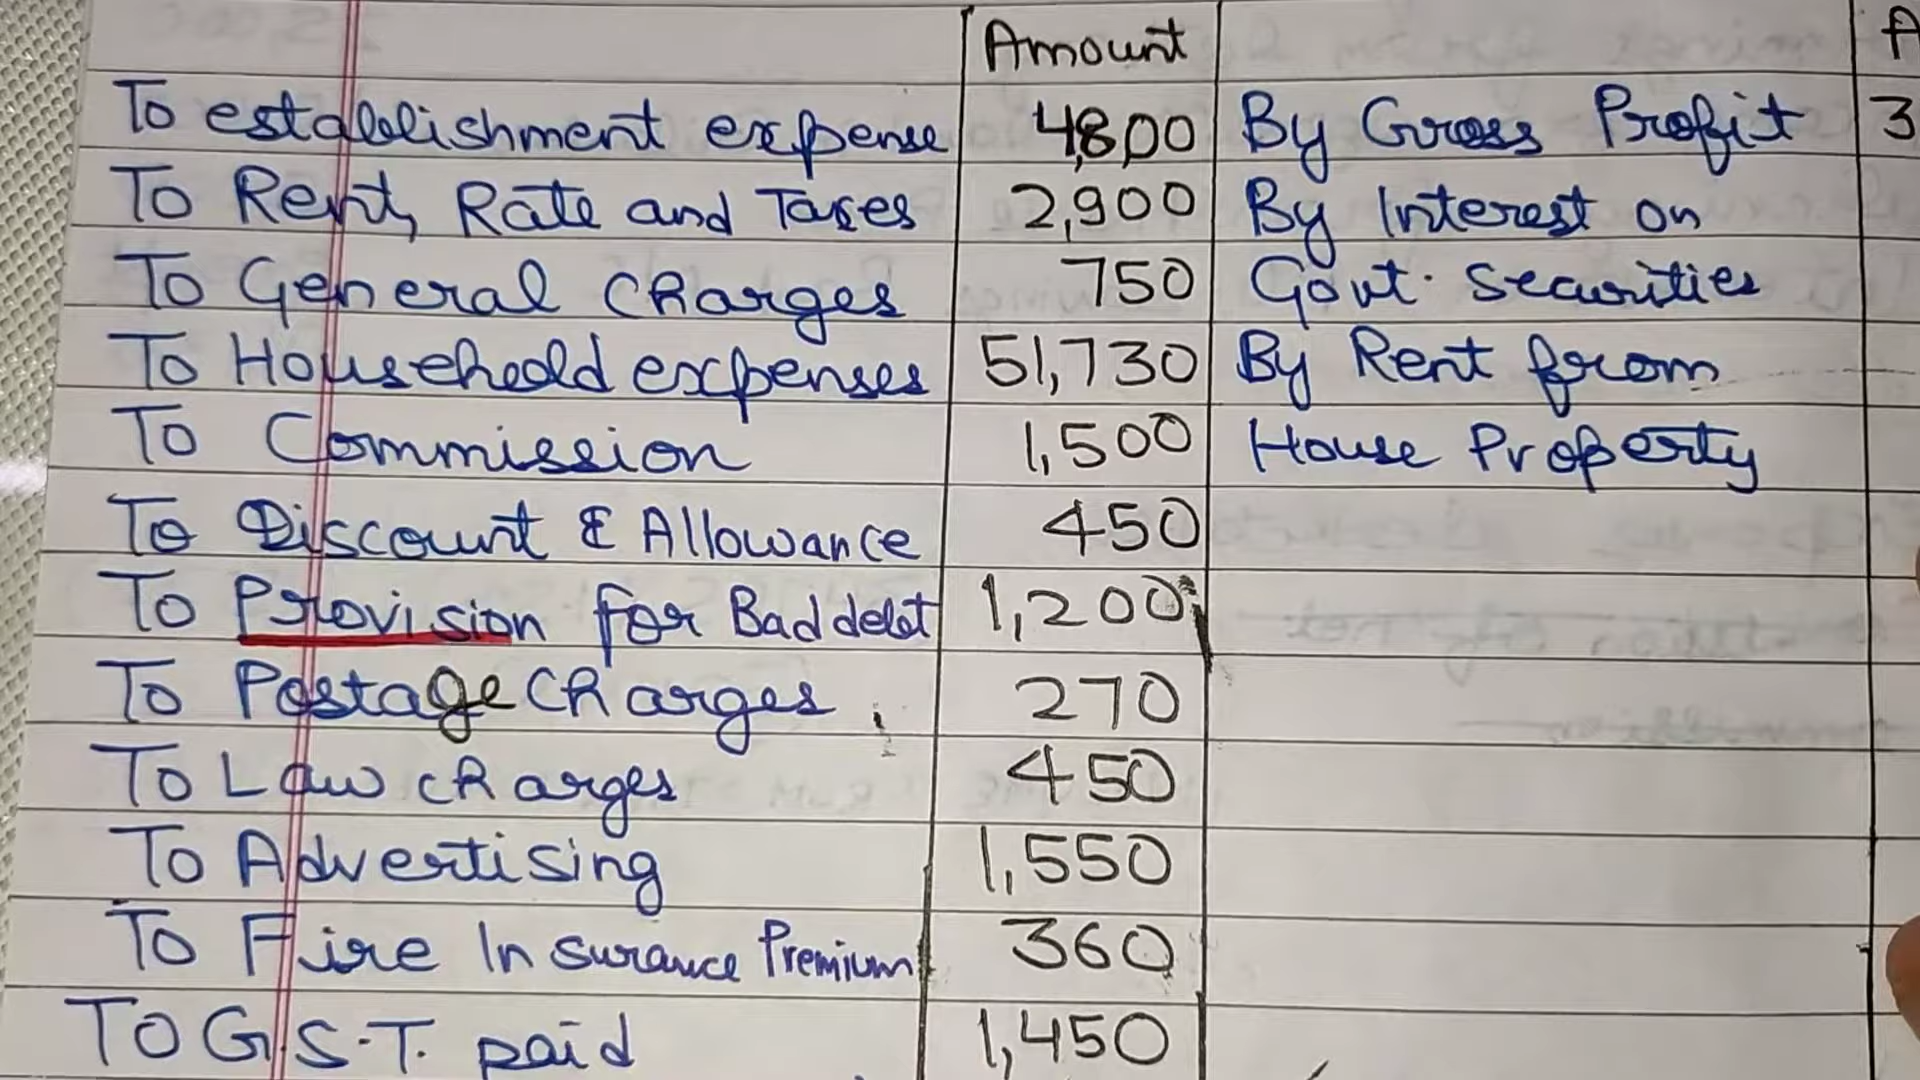 Amount
To establishment expense 4,800 By Gross Profit 3
To Rent, Rate and Taxes 2,900 By Interest on
To General Charges 750 Govt. Securities
To Household expenses 51,730 By Rent from
To Commission 1,500 House Property
To Discount & Allowance 450
To Provision for Bad debt 1,200
To Postage Charges 270
To Law charges 450
To Advertising 1,550
To Fire Insurance Premium 360
To G.S.T. paid 1,450